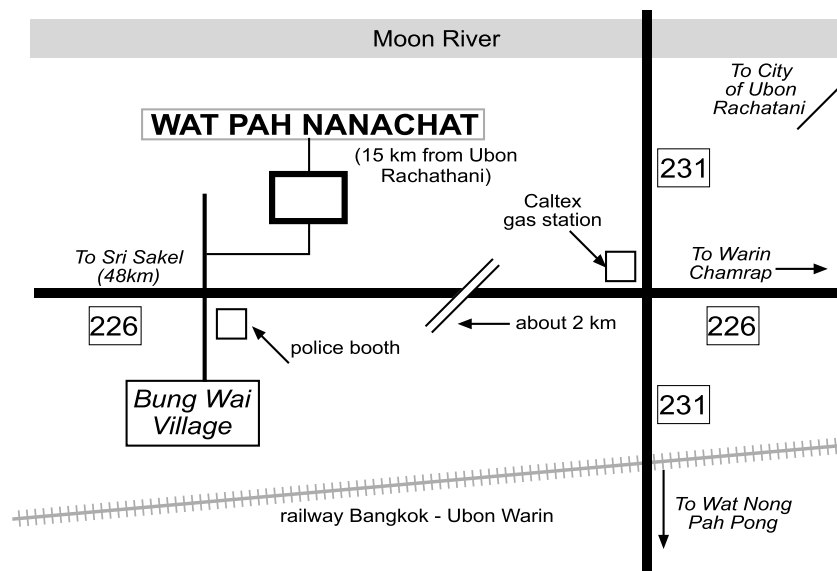 Moon River
To City
of Ubon
Rachatani
WAT PAH NANACHAT
(15 km from Ubon
Rachathani)
231
Caltex
gas station
To Sri Sakel
(48km)
To Warin
Chamrap
226
about 2 km
226
police booth
Bung Wai
Village
231
railway Bangkok - Ubon Warin
To Wat Nong
Pah Pong